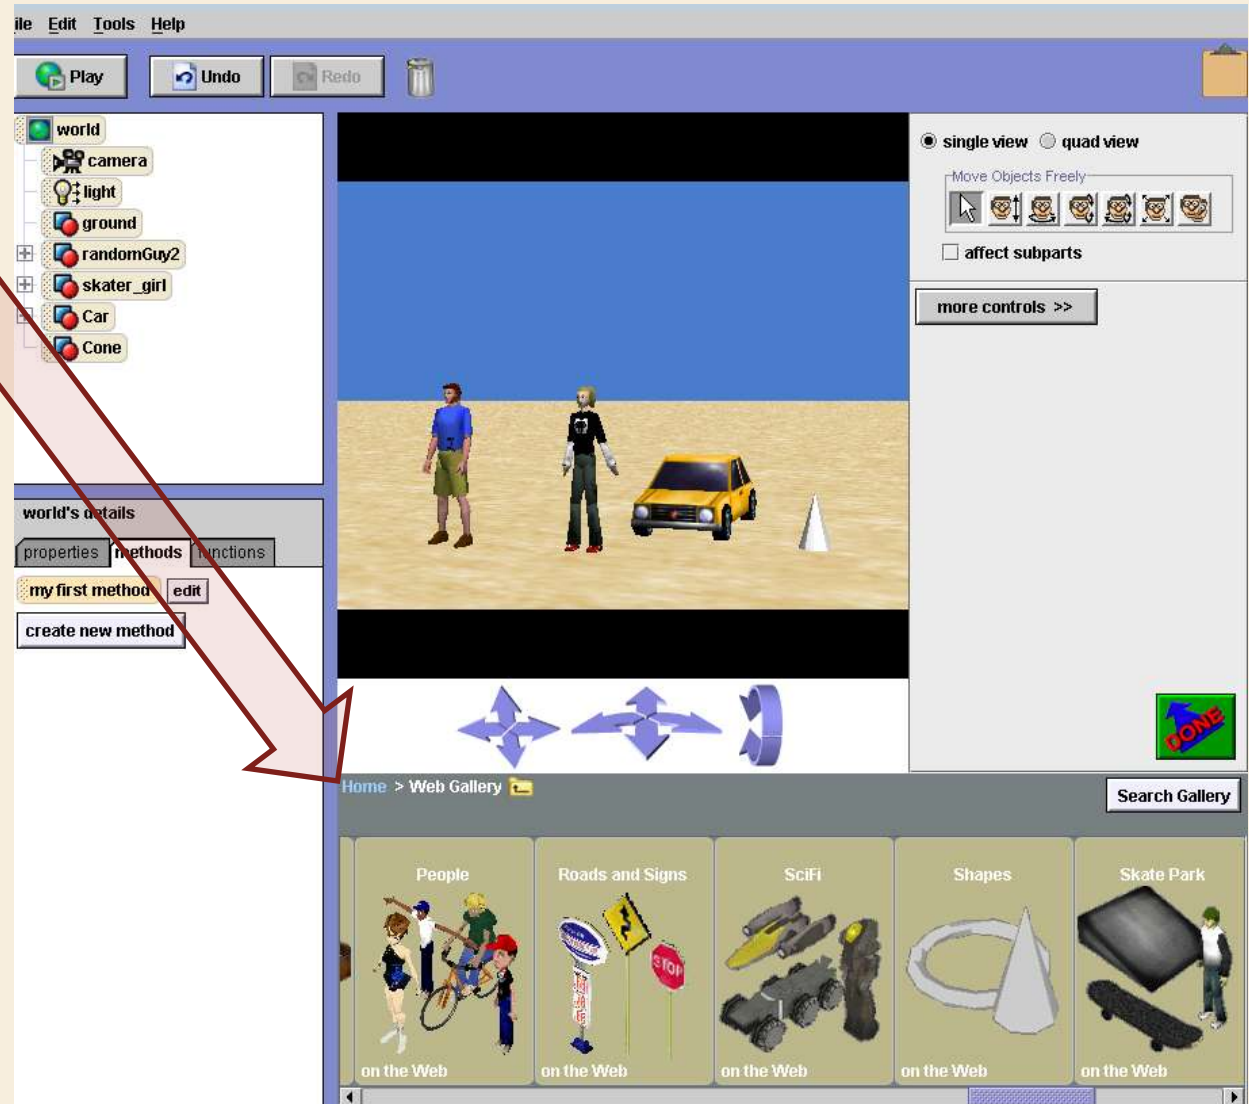 ile Edit Tools Help
Play Undo Redo
world
camera
light
ground
randomGuy2
skater_girl
Car
Cone
single view quad view
Move Objects Freely
affect subparts
more controls >>
world's details
properties methods functions
my first method edit
create new method
DONE
Home > Web Gallery
Search Gallery
People Roads and Signs SciFi Shapes Skate Park
STOP
on the Web on the Web on the Web on the Web on the Web